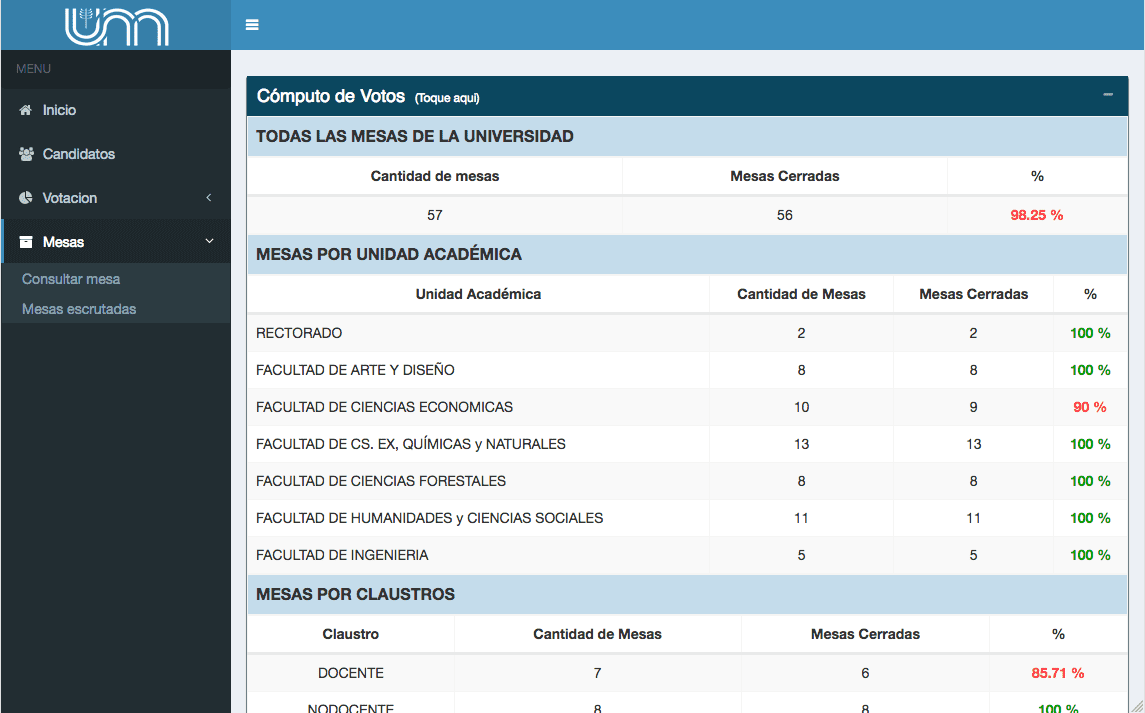 UNM
MENU
Inicio
Candidatos
Votacion
Mesas
Consultar mesa
Mesas escrutadas
Cómputo de Votos (Toque aqui)
TODAS LAS MESAS DE LA UNIVERSIDAD
Cantidad de mesas Mesas Cerradas %
57 56 98.25 %
MESAS POR UNIDAD ACADÉMICA
Unidad Académica Cantidad de Mesas Mesas Cerradas %
RECTORADO 2 2 100 %
FACULTAD DE ARTE Y DISEÑO 8 8 100 %
FACULTAD DE CIENCIAS ECONOMICAS 10 9 90 %
FACULTAD DE CS. EX, QUÍMICAS y NATURALES 13 13 100 %
FACULTAD DE CIENCIAS FORESTALES 8 8 100 %
FACULTAD DE HUMANIDADES y CIENCIAS SOCIALES 11 11 100 %
FACULTAD DE INGENIERIA 5 5 100 %
MESAS POR CLAUSTROS
Claustro Cantidad de Mesas Mesas Cerradas %
DOCENTE 7 6 85.71 %
NODOCENTE 8 8 100 %